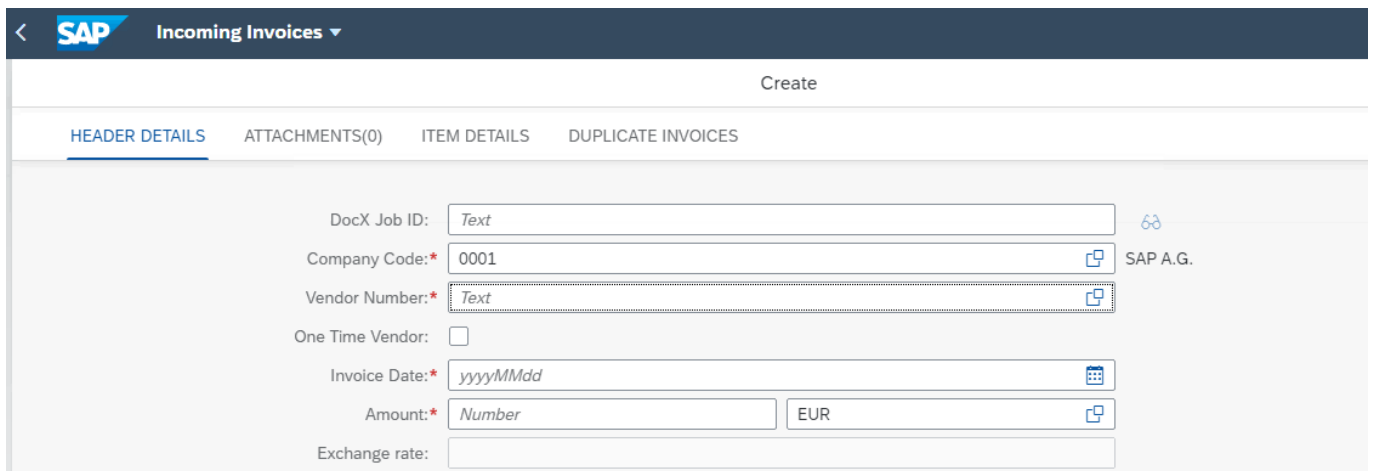 SAP Incoming Invoices
Create
HEADER DETAILS ATTACHMENTS(0) ITEM DETAILS DUPLICATE INVOICES
DocX Job ID: Text
Company Code:* 0001 SAP A.G.
Vendor Number:* Text
One Time Vendor:
Invoice Date:* yyyyMMdd
Amount:* Number EUR
Exchange rate: